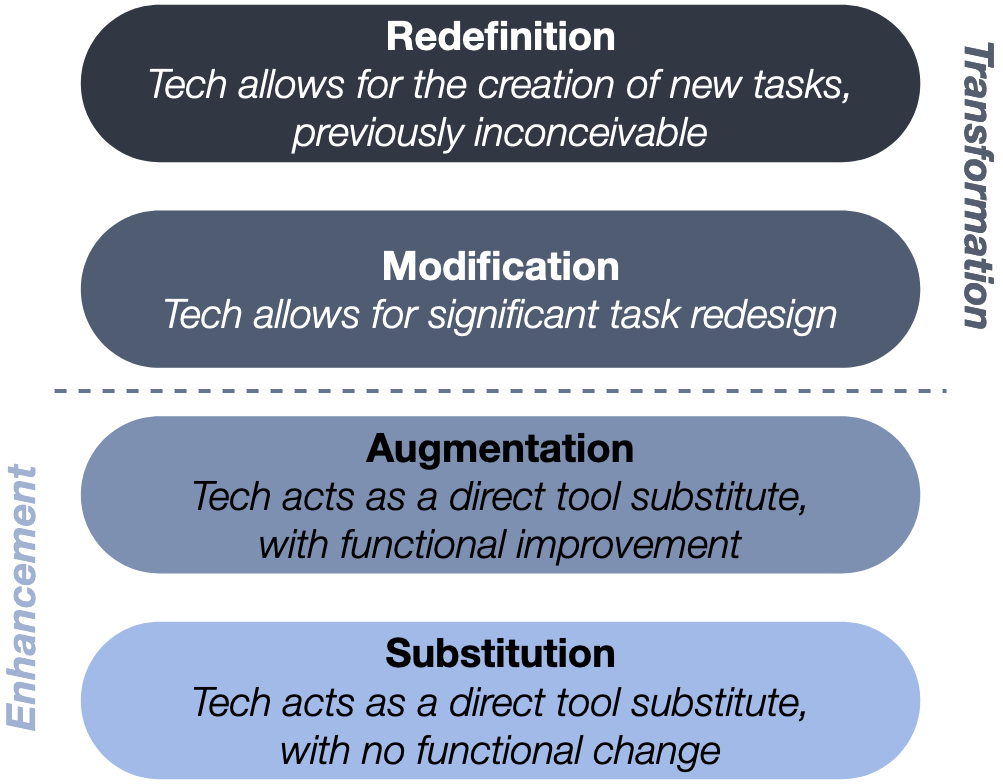 Redefinition
Tech allows for the creation of new tasks,
previously inconceivable
Transformation
Modification
Tech allows for significant task redesign
Augmentation
Tech acts as a direct tool substitute,
with functional improvement
Enhancement
Substitution
Tech acts as a direct tool substitute,
with no functional change